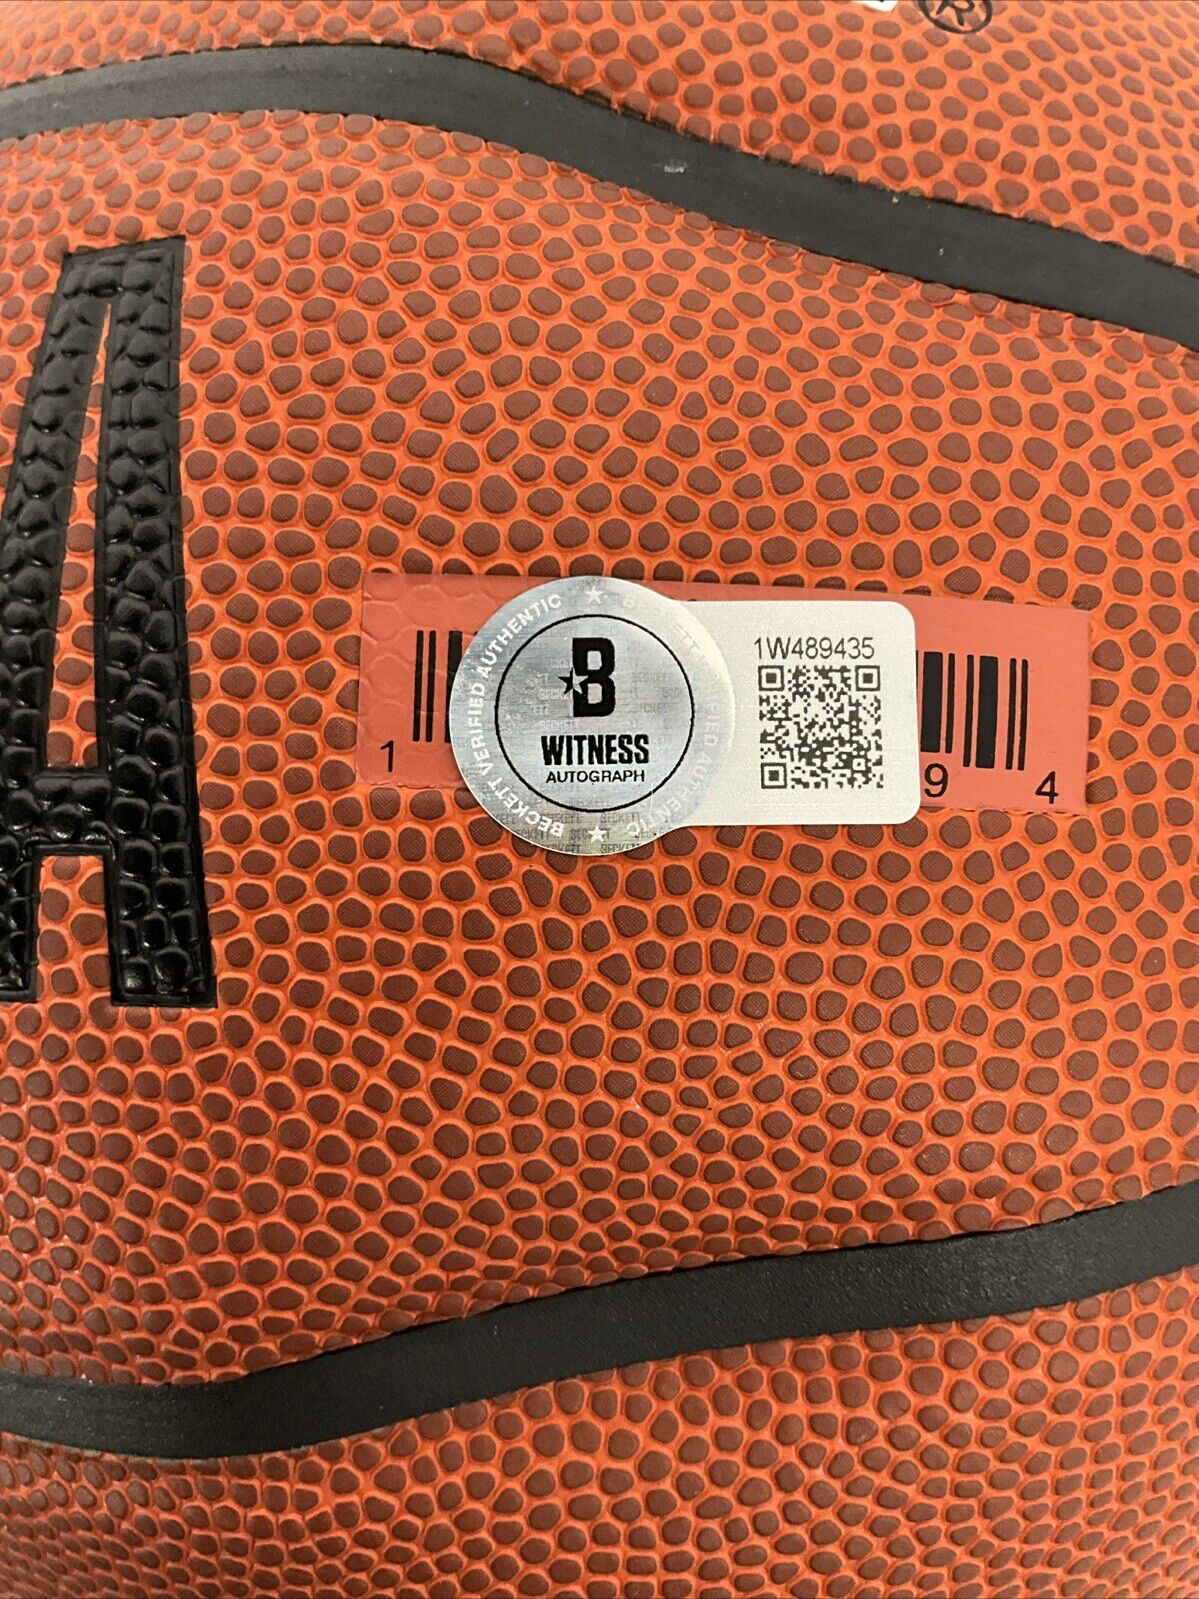 ®
A
1W489435
BECKETT VERIFIED AUTHENTIC
B
WITNESS
AUTOGRAPH
1
9 4